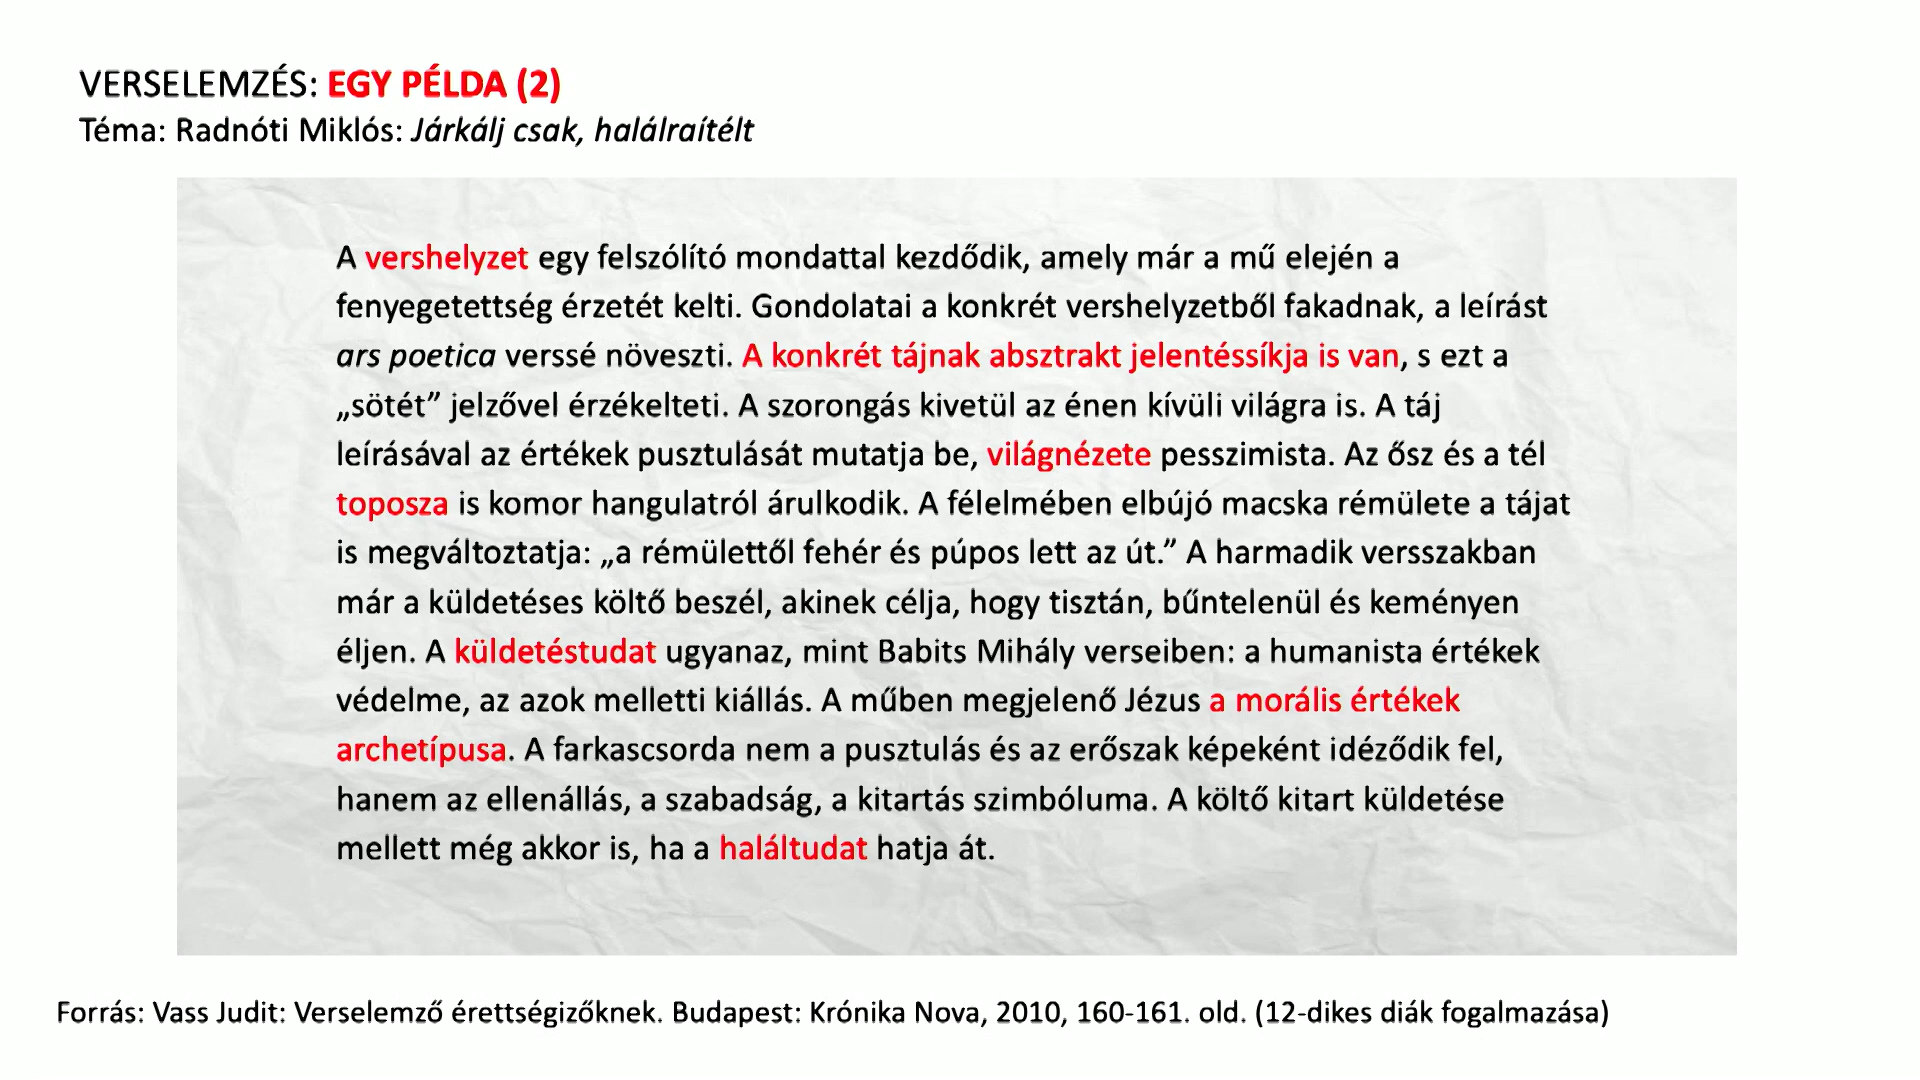 VERSELEMZÉS: EGY PÉLDA (2)
Téma: Radnóti Miklós: Járkálj csak, halálraítélt
A vershelyzet egy felszólító mondattal kezdődik, amely már a mű elején a
fenyegetettség érzetét kelti. Gondolatai a konkrét vershelyzetből fakadnak, a leírást
ars poetica verssé növeszti. A konkrét tájnak absztrakt jelentéssíkja is van, s ezt a
„sötét” jelzővel érzékelteti. A szorongás kivetül az énen kívüli világra is. A táj
leírásával az értékek pusztulását mutatja be, világnézete pesszimista. Az ősz és a tél
toposza is komor hangulatról árulkodik. A félelmében elbújó macska rémülete a tájat
is megváltoztatja: „a rémülettől fehér és púpos lett az út.” A harmadik versszakban
már a küldetéses költő beszél, akinek célja, hogy tisztán, bűntelenül és keményen
éljen. A küldetéstudat ugyanaz, mint Babits Mihály verseiben: a humanista értékek
védelme, az azok melletti kiállás. A műben megjelenő Jézus a morális értékek
archetípusa. A farkascsorda nem a pusztulás és az erőszak képeként idéződik fel,
hanem az ellenállás, a szabadság, a kitartás szimbóluma. A költő kitart küldetése
mellett még akkor is, ha a haláltudat hatja át.
Forrás: Vass Judit: Verselemző érettségizőknek. Budapest: Krónika Nova, 2010, 160-161. old. (12-dikes diák fogalmazása)